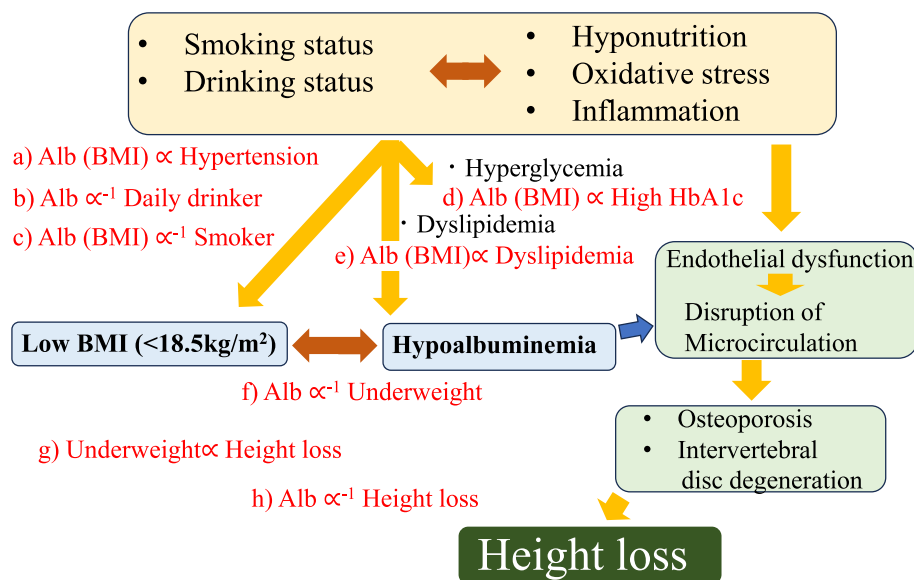 • Smoking status
• Drinking status
• Hyponutrition
• Oxidative stress
• Inflammation
a) Alb (BMI) ∝ Hypertension
b) Alb ∝⁻¹ Daily drinker
c) Alb (BMI) ∝⁻¹ Smoker
・Hyperglycemia
d) Alb (BMI) ∝ High HbA1c
・Dyslipidemia
e) Alb (BMI)∝ Dyslipidemia
Endothelial dysfunction
Disruption of
Microcirculation
Low BMI (<18.5kg/m²)
Hypoalbuminemia
f) Alb ∝⁻¹ Underweight
g) Underweight∝ Height loss
h) Alb ∝⁻¹ Height loss
• Osteoporosis
• Intervertebral
disc degeneration
Height loss